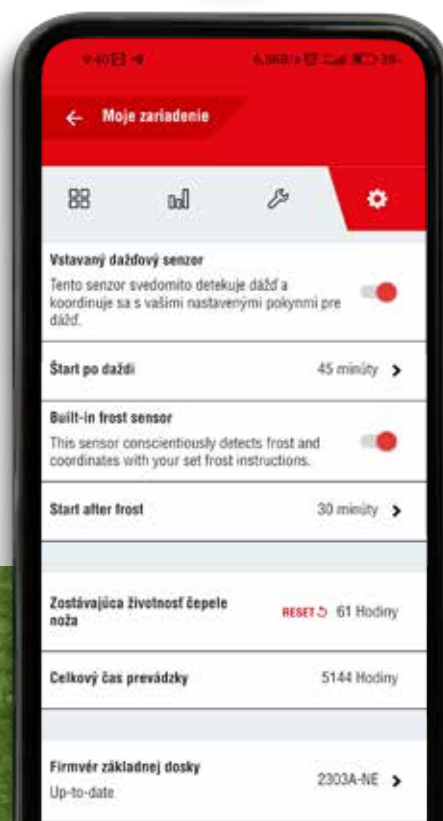 Moje zariadenie
Vstavaný dažďový senzor
Tento senzor svedomito detekuje dážď a
koordinuje sa s vašimi nastavenými pokynmi pre
dážď.
Štart po daždi 45 minúty
Built-in frost sensor
This sensor conscientiously detects frost and
coordinates with your set frost instructions.
Start after frost 30 minúty
Zostávajúca životnosť čepele
noža
RESET 61 Hodiny
Celkový čas prevádzky 5144 Hodiny
Firmvér základnej dosky
Up-to-date
2303A-NE